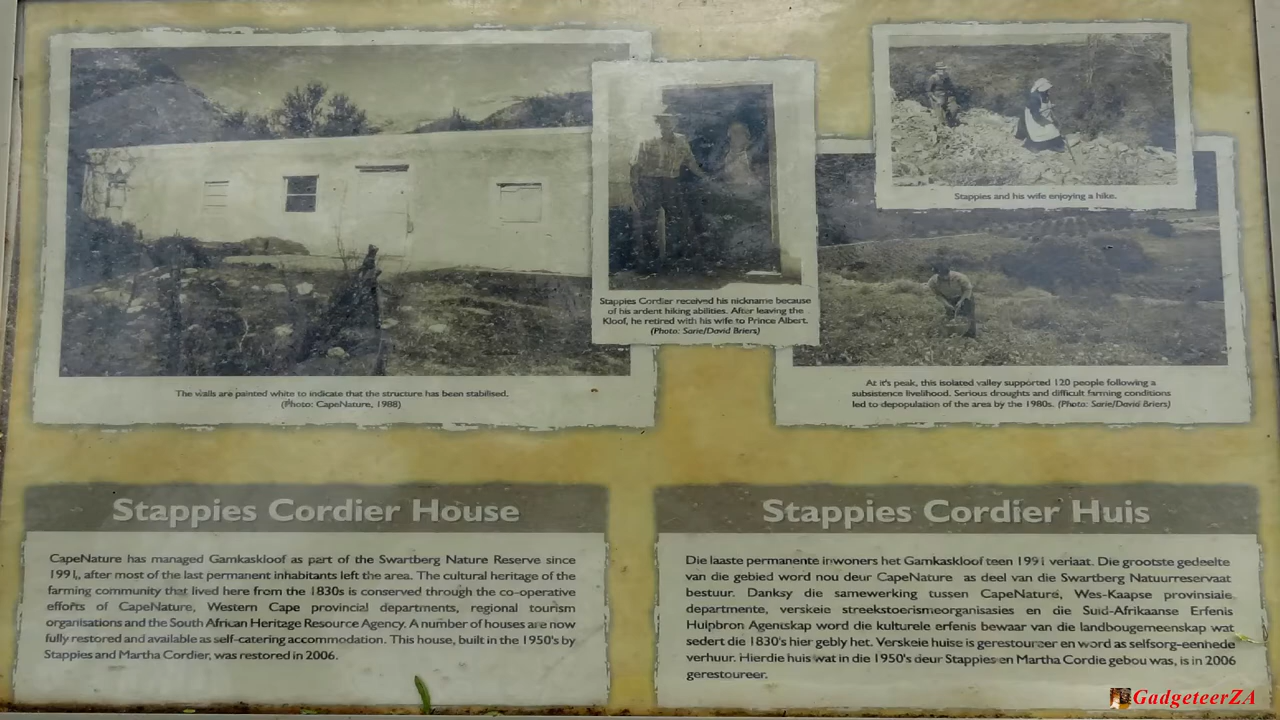 Stappies and his wife enjoying a hike.
Stappies Cordier received his nickname because
of his ardent hiking abilities. After leaving the
Kloof, he retired with his wife to Prince Albert.
(Photo: Sarie/David Briers)
The walls are painted white to indicate that the structure has been stabilised.
(Photo: CapeNature, 1988)
At it's peak, this isolated valley supported 120 people following a
subsistence livelihood. Serious droughts and difficult farming conditions
led to depopulation of the area by the 1980s. (Photo: Sarie/David Briers)
Stappies Cordier House
CapeNature has managed Gamkaskloof as part of the Swartberg Nature Reserve since
1991, after most of the last permanent inhabitants left the area. The cultural heritage of the
farming community that lived here from the 1830s is conserved through the co-operative
efforts of CapeNature, Western Cape provincial departments, regional tourism
organisations and the South African Heritage Resource Agency. A number of houses are now
fully restored and available as self-catering accommodation. This house, built in the 1950's by
Stappies and Martha Cordier, was restored in 2006.
Stappies Cordier Huis
Die laaste permanente inwoners het Gamkaskloof teen 1991 verlaat. Die grootste gedeelte
van die gebied word nou deur CapeNature as deel van die Swartberg Natuurreservaat
bestuur. Danksy die samewerking tussen CapeNature, Wes-Kaapse provinsiale
departemente, verskeie streekstoerismeorganisasies en die Suid-Afrikaanse Erfenis
Hulpbron Agentskap word die kulturele erfenis bewaar van die landbougemeenskap wat
sedert die 1830's hier gebly het. Verskeie huise is gerestoureer en word as selfsorg-eenhede
verhuur. Hierdie huis wat in die 1950's deur Stappies en Martha Cordie gebou was, is in 2006
gerestoureer.
GadgeteerZA